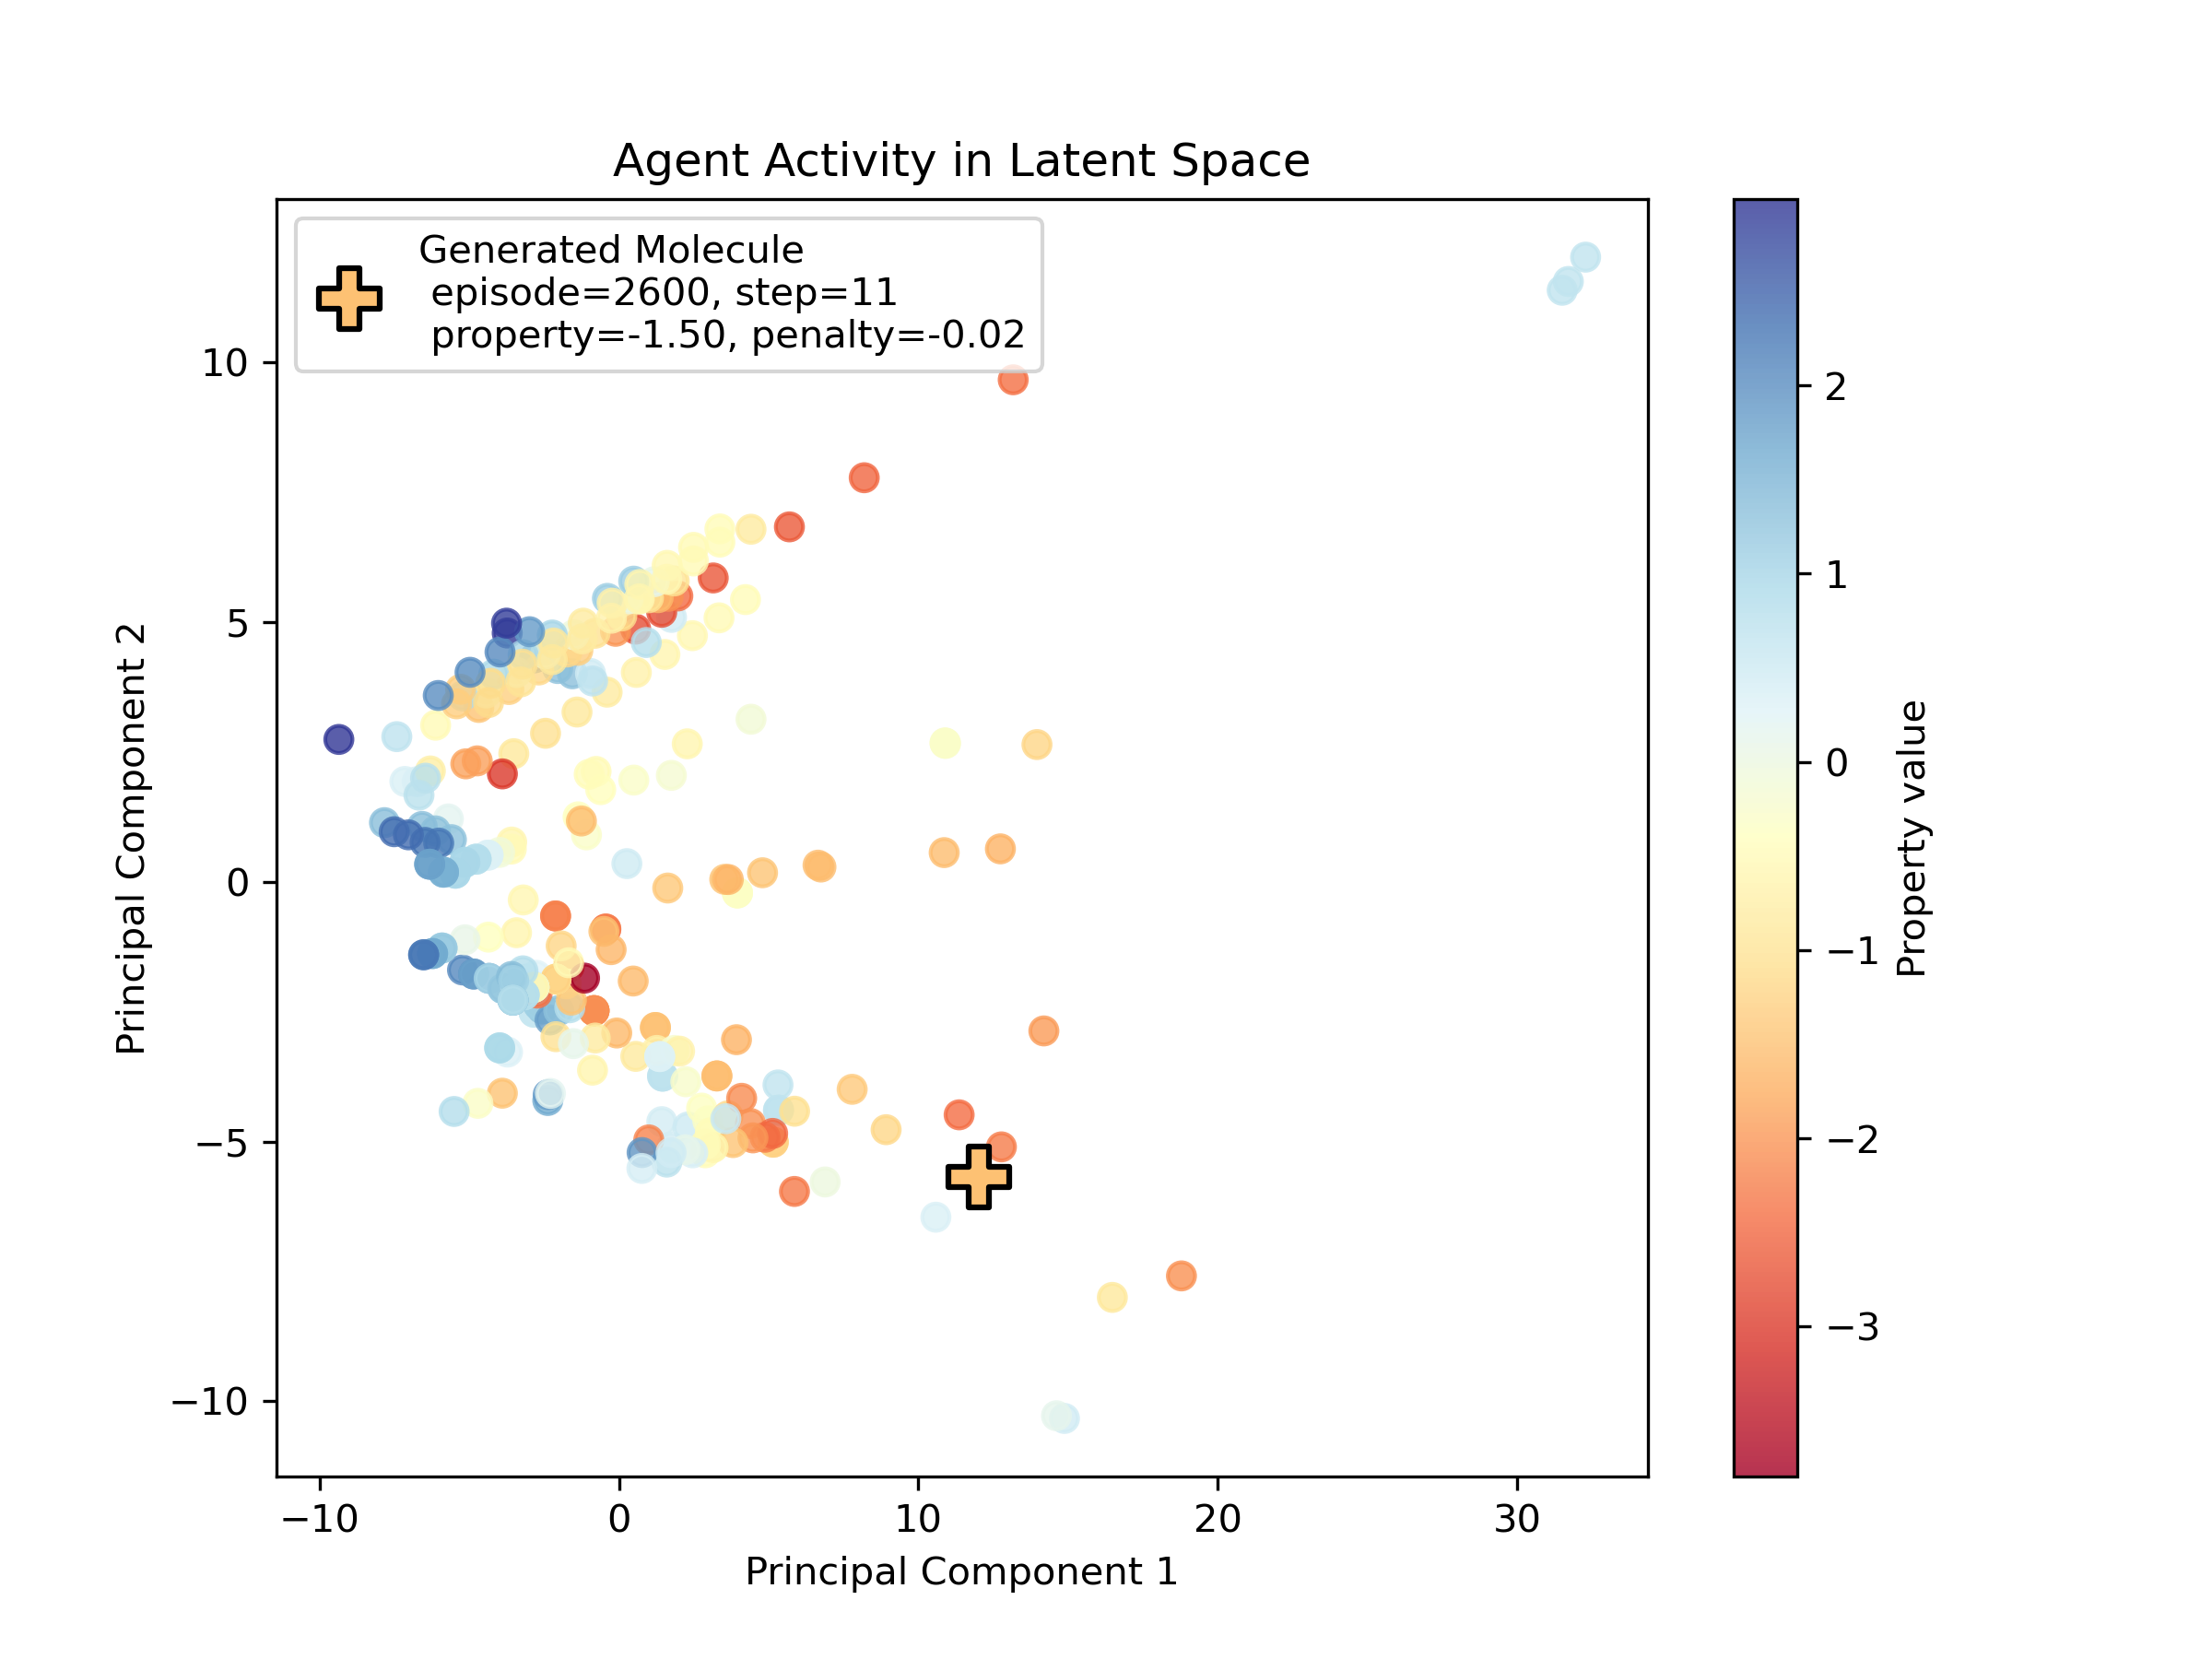 Agent Activity in Latent Space
Generated Molecule
episode=2600, step=11
property=-1.50, penalty=-0.02
10
5
0
−5
−10
Principal Component 2
−10
0
10
20
30
Principal Component 1
2
1
0
−1
−2
−3
Property value